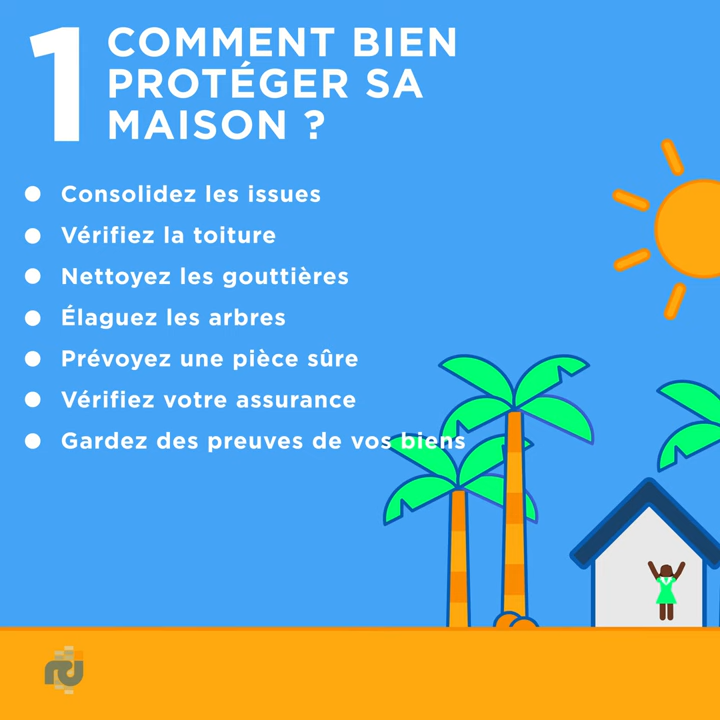 1
COMMENT BIEN
PROTÉGER SA
MAISON ?
Consolidez les issues
Vérifiez la toiture
Nettoyez les gouttières
Élaguez les arbres
Prévoyez une pièce sûre
Vérifiez votre assurance
Gardez des preuves de vos biens